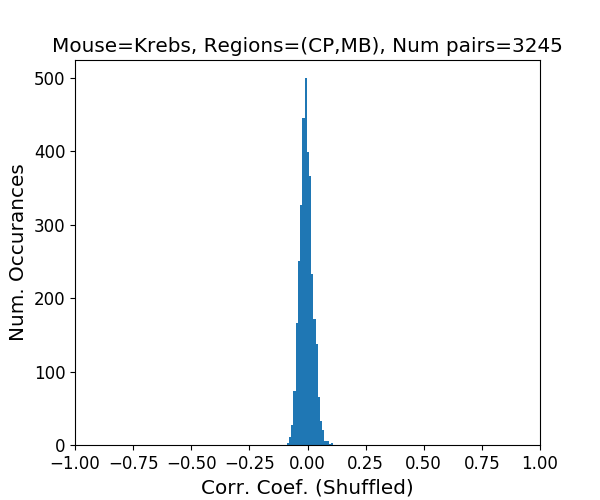 Mouse=Krebs, Regions=(CP,MB), Num pairs=3245
500
400
300
200
100
0
Num. Occurances
−1.00 −0.75 −0.50 −0.25 0.00 0.25 0.50 0.75 1.00
Corr. Coef. (Shuffled)